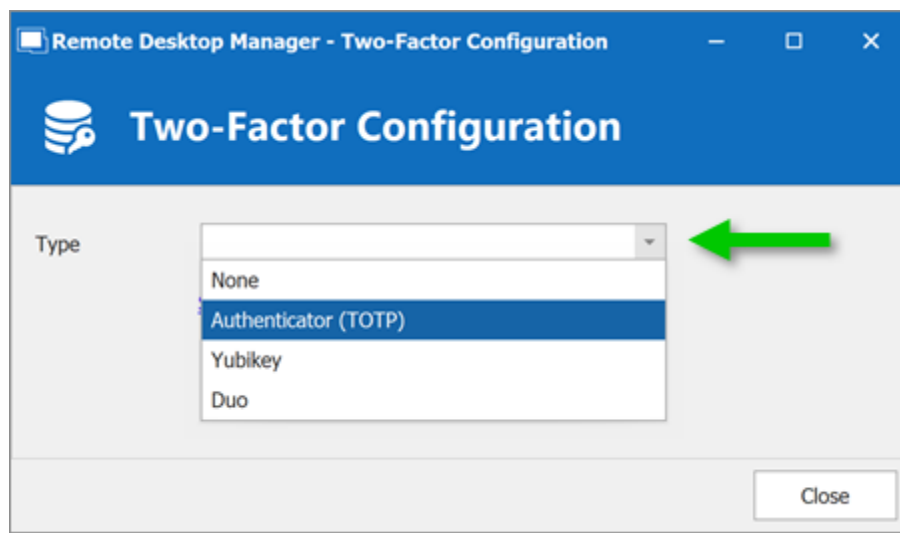 Remote Desktop Manager - Two-Factor Configuration
Two-Factor Configuration
Type
None
Authenticator (TOTP)
Yubikey
Duo
Close